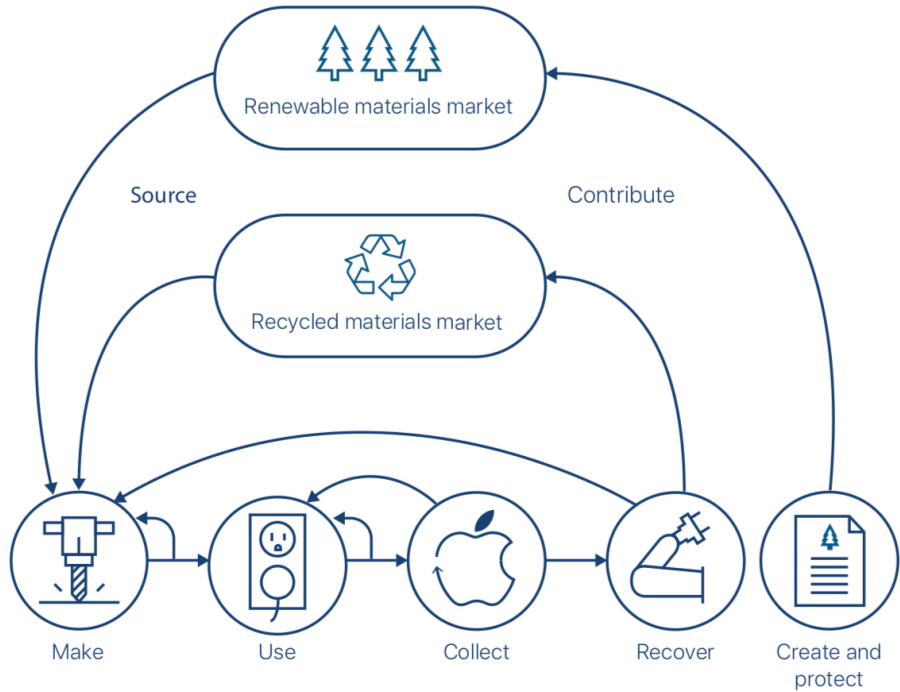 Renewable materials market
Source
Contribute
Recycled materials market
Make
Use
Collect
Recover
Create and
protect